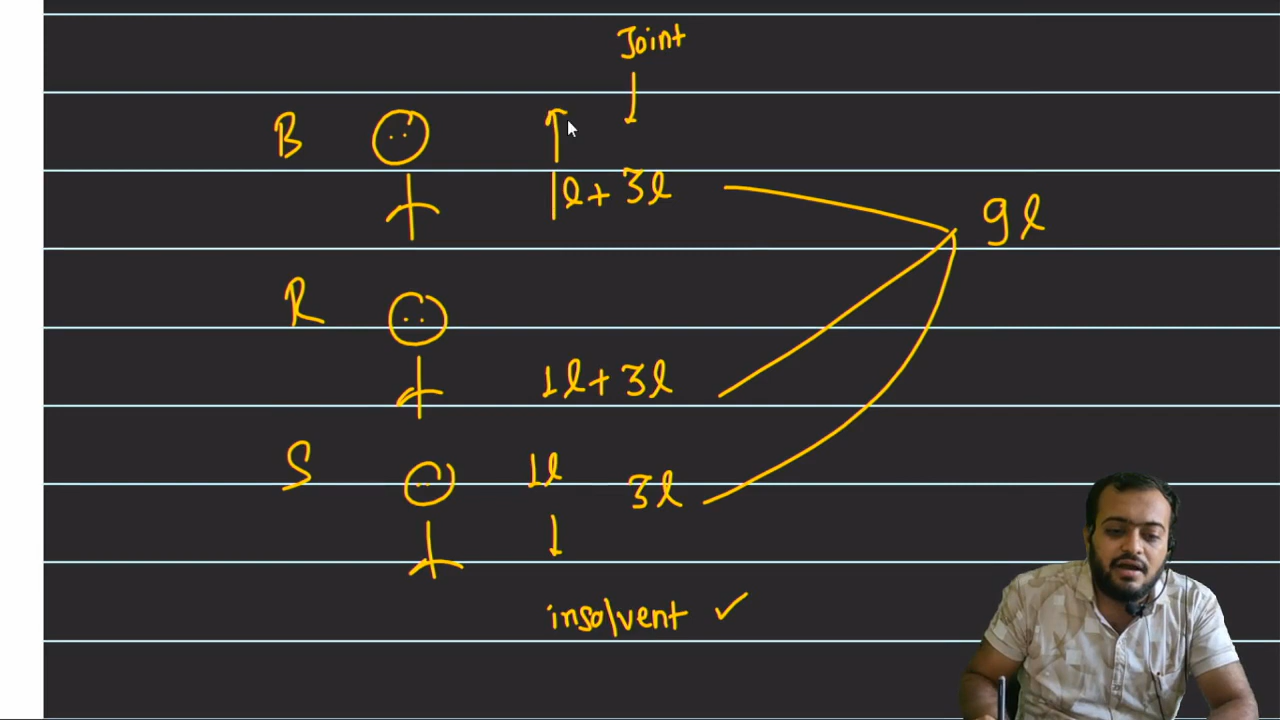 Joint
B
1l + 3l
9l
R
1l + 3l
S
1l 3l
insolvent ✓